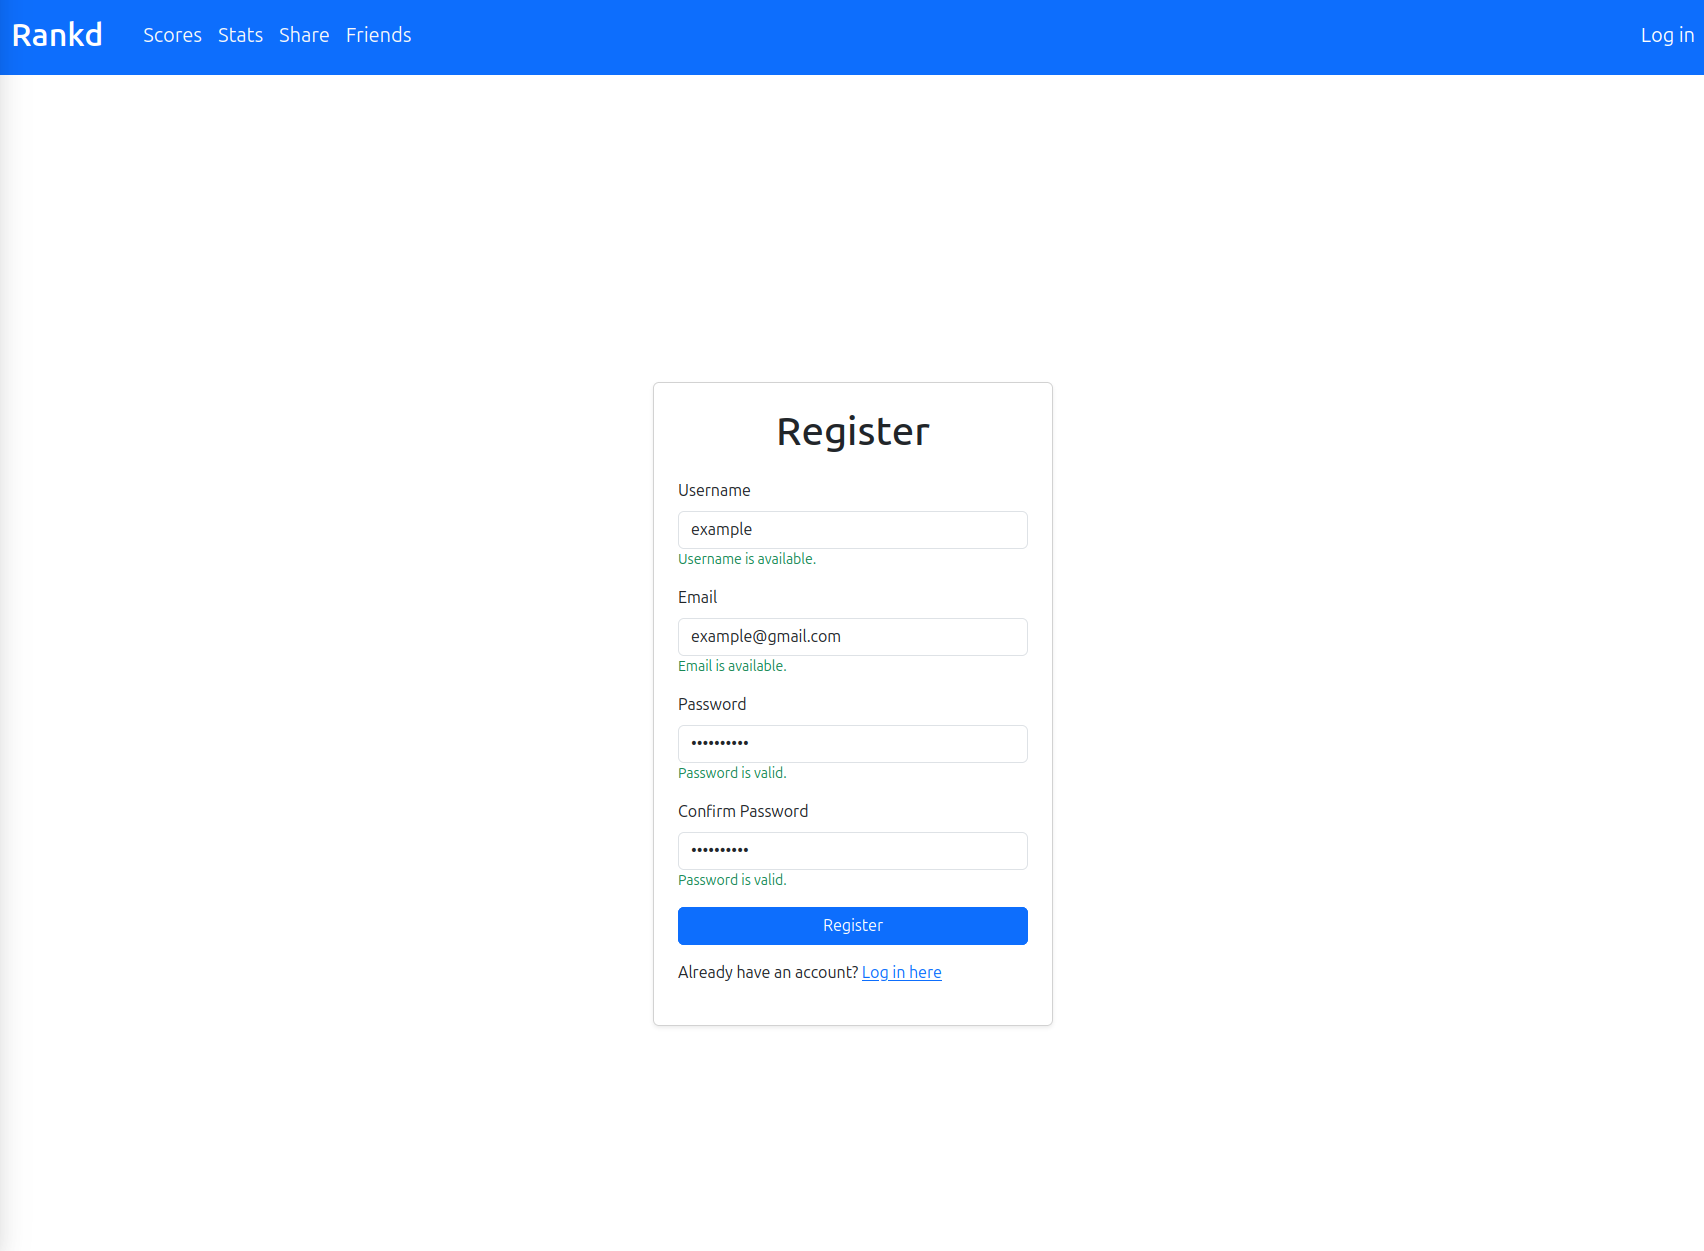 Rankd Scores Stats Share Friends Log in
Register
Username
example
Username is available.
Email
example@gmail.com
Email is available.
Password
••••••••••
Password is valid.
Confirm Password
••••••••••
Password is valid.
Register
Already have an account? Log in here